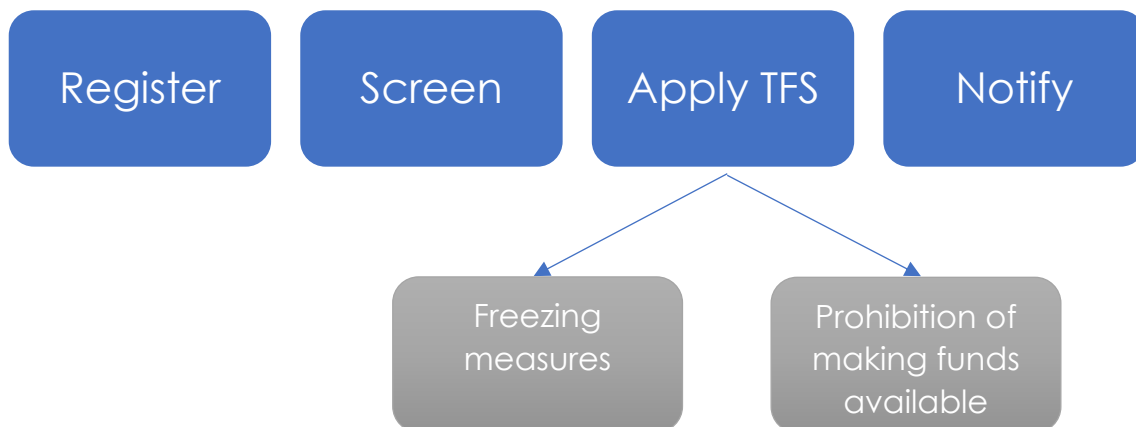 Register
Screen
Apply TFS
Notify
Freezing
measures
Prohibition of
making funds
available